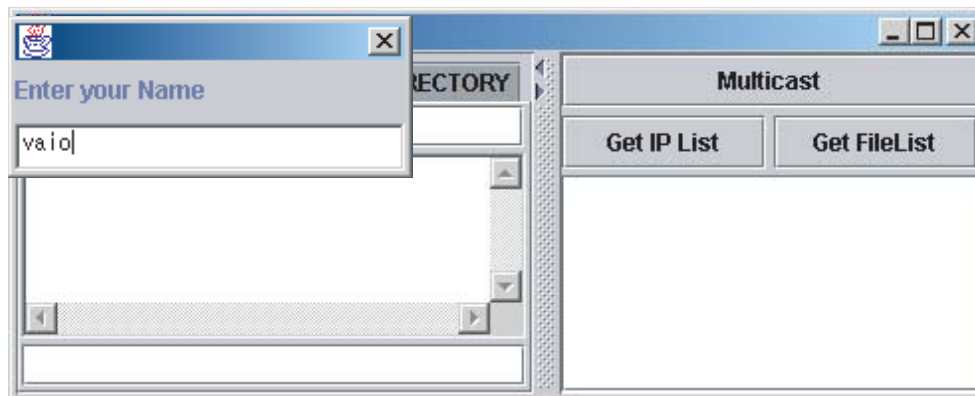 Enter your Name
vaio
RECTORY
Multicast
Get IP List
Get FileList